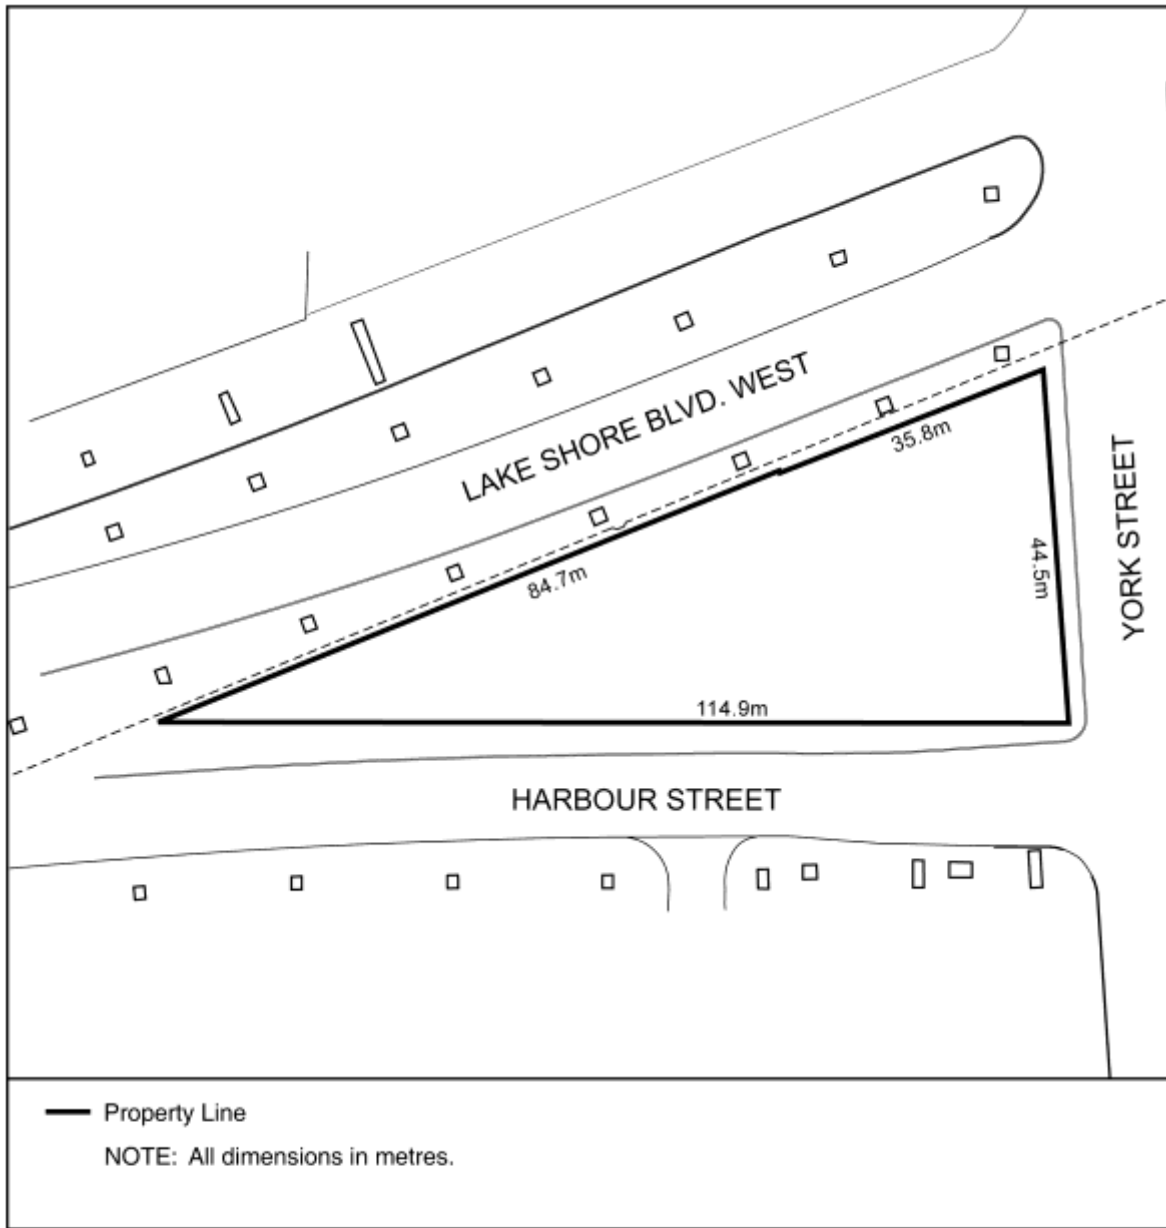 LAKE SHORE BLVD. WEST
35.8m
84.7m
44.5m
YORK STREET
114.9m
HARBOUR STREET
Property Line
NOTE: All dimensions in metres.